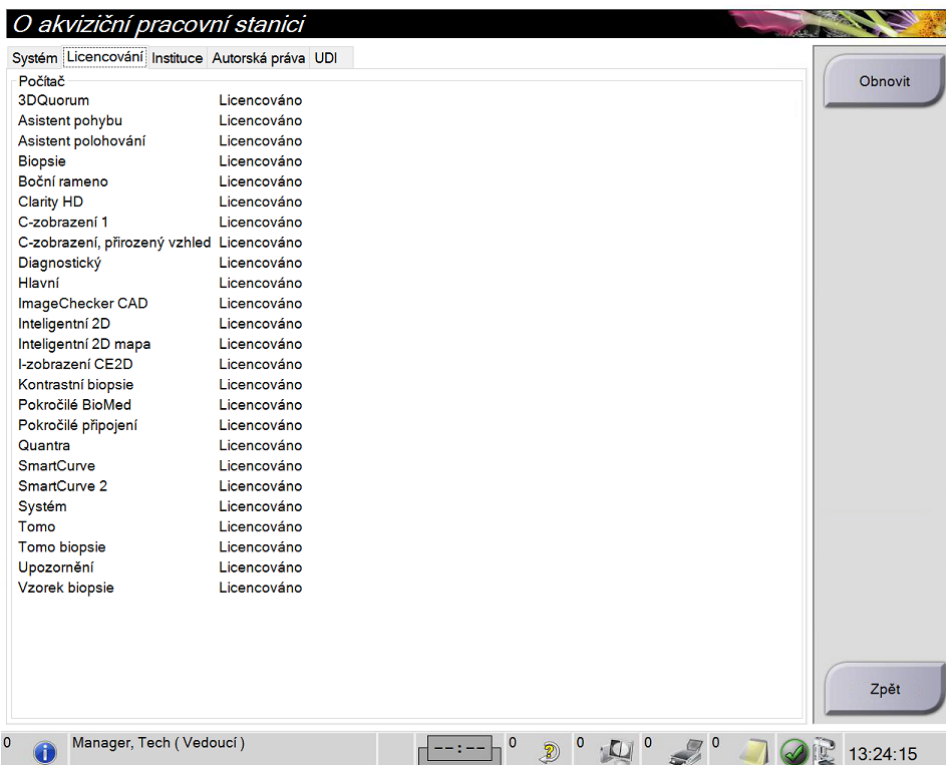 O akviziční pracovní stanici
Systém Licencování Instituce Autorská práva UDI
Počítač
3DQuorum Licencováno
Asistent pohybu Licencováno
Asistent polohování Licencováno
Biopsie Licencováno
Boční rameno Licencováno
Clarity HD Licencováno
C-zobrazení 1 Licencováno
C-zobrazení, přirozený vzhled Licencováno
Diagnostický Licencováno
Hlavní Licencováno
ImageChecker CAD Licencováno
Inteligentní 2D Licencováno
Inteligentní 2D mapa Licencováno
I-zobrazení CE2D Licencováno
Kontrastní biopsie Licencováno
Pokročilé BioMed Licencováno
Pokročilé připojení Licencováno
Quantra Licencováno
SmartCurve Licencováno
SmartCurve 2 Licencováno
Systém Licencováno
Tomo Licencováno
Tomo biopsie Licencováno
Upozornění Licencováno
Vzorek biopsie Licencováno
Obnovit
Zpět
0 Manager, Tech ( Vedoucí ) --:-- 0 0 0 0 13:24:15